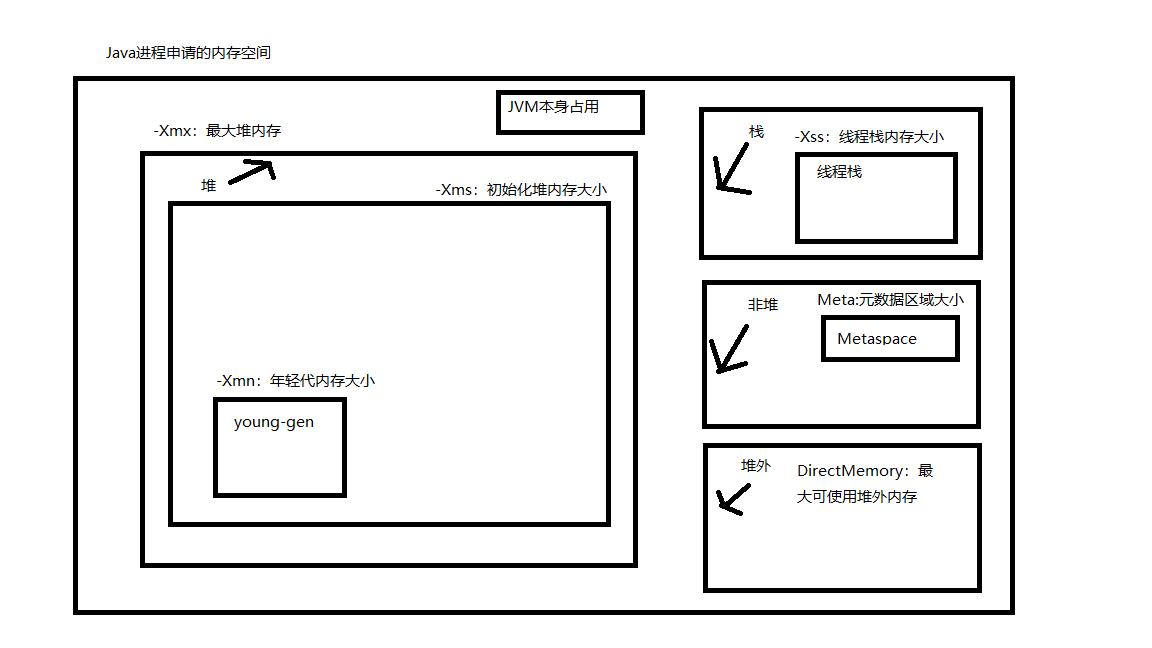 Java进程申请的内存空间
JVM本身占用
-Xmx：最大堆内存
堆
-Xms：初始化堆内存大小
-Xmn：年轻代内存大小
young-gen
栈
-Xss：线程栈内存大小
线程栈
非堆
Meta:元数据区域大小
Metaspace
堆外
DirectMemory：最
大可使用堆外内存